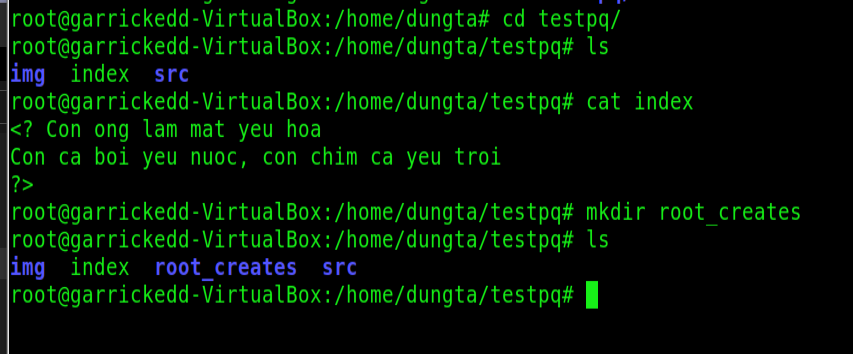 root@garrickedd-VirtualBox:/home/dungta# cd testpq/
root@garrickedd-VirtualBox:/home/dungta/testpq# ls
img  index  src
root@garrickedd-VirtualBox:/home/dungta/testpq# cat index
<? Con ong lam mat yeu hoa
Con ca boi yeu nuoc, con chim ca yeu troi
?>
root@garrickedd-VirtualBox:/home/dungta/testpq# mkdir root_creates
root@garrickedd-VirtualBox:/home/dungta/testpq# ls
img  index  root_creates  src
root@garrickedd-VirtualBox:/home/dungta/testpq#